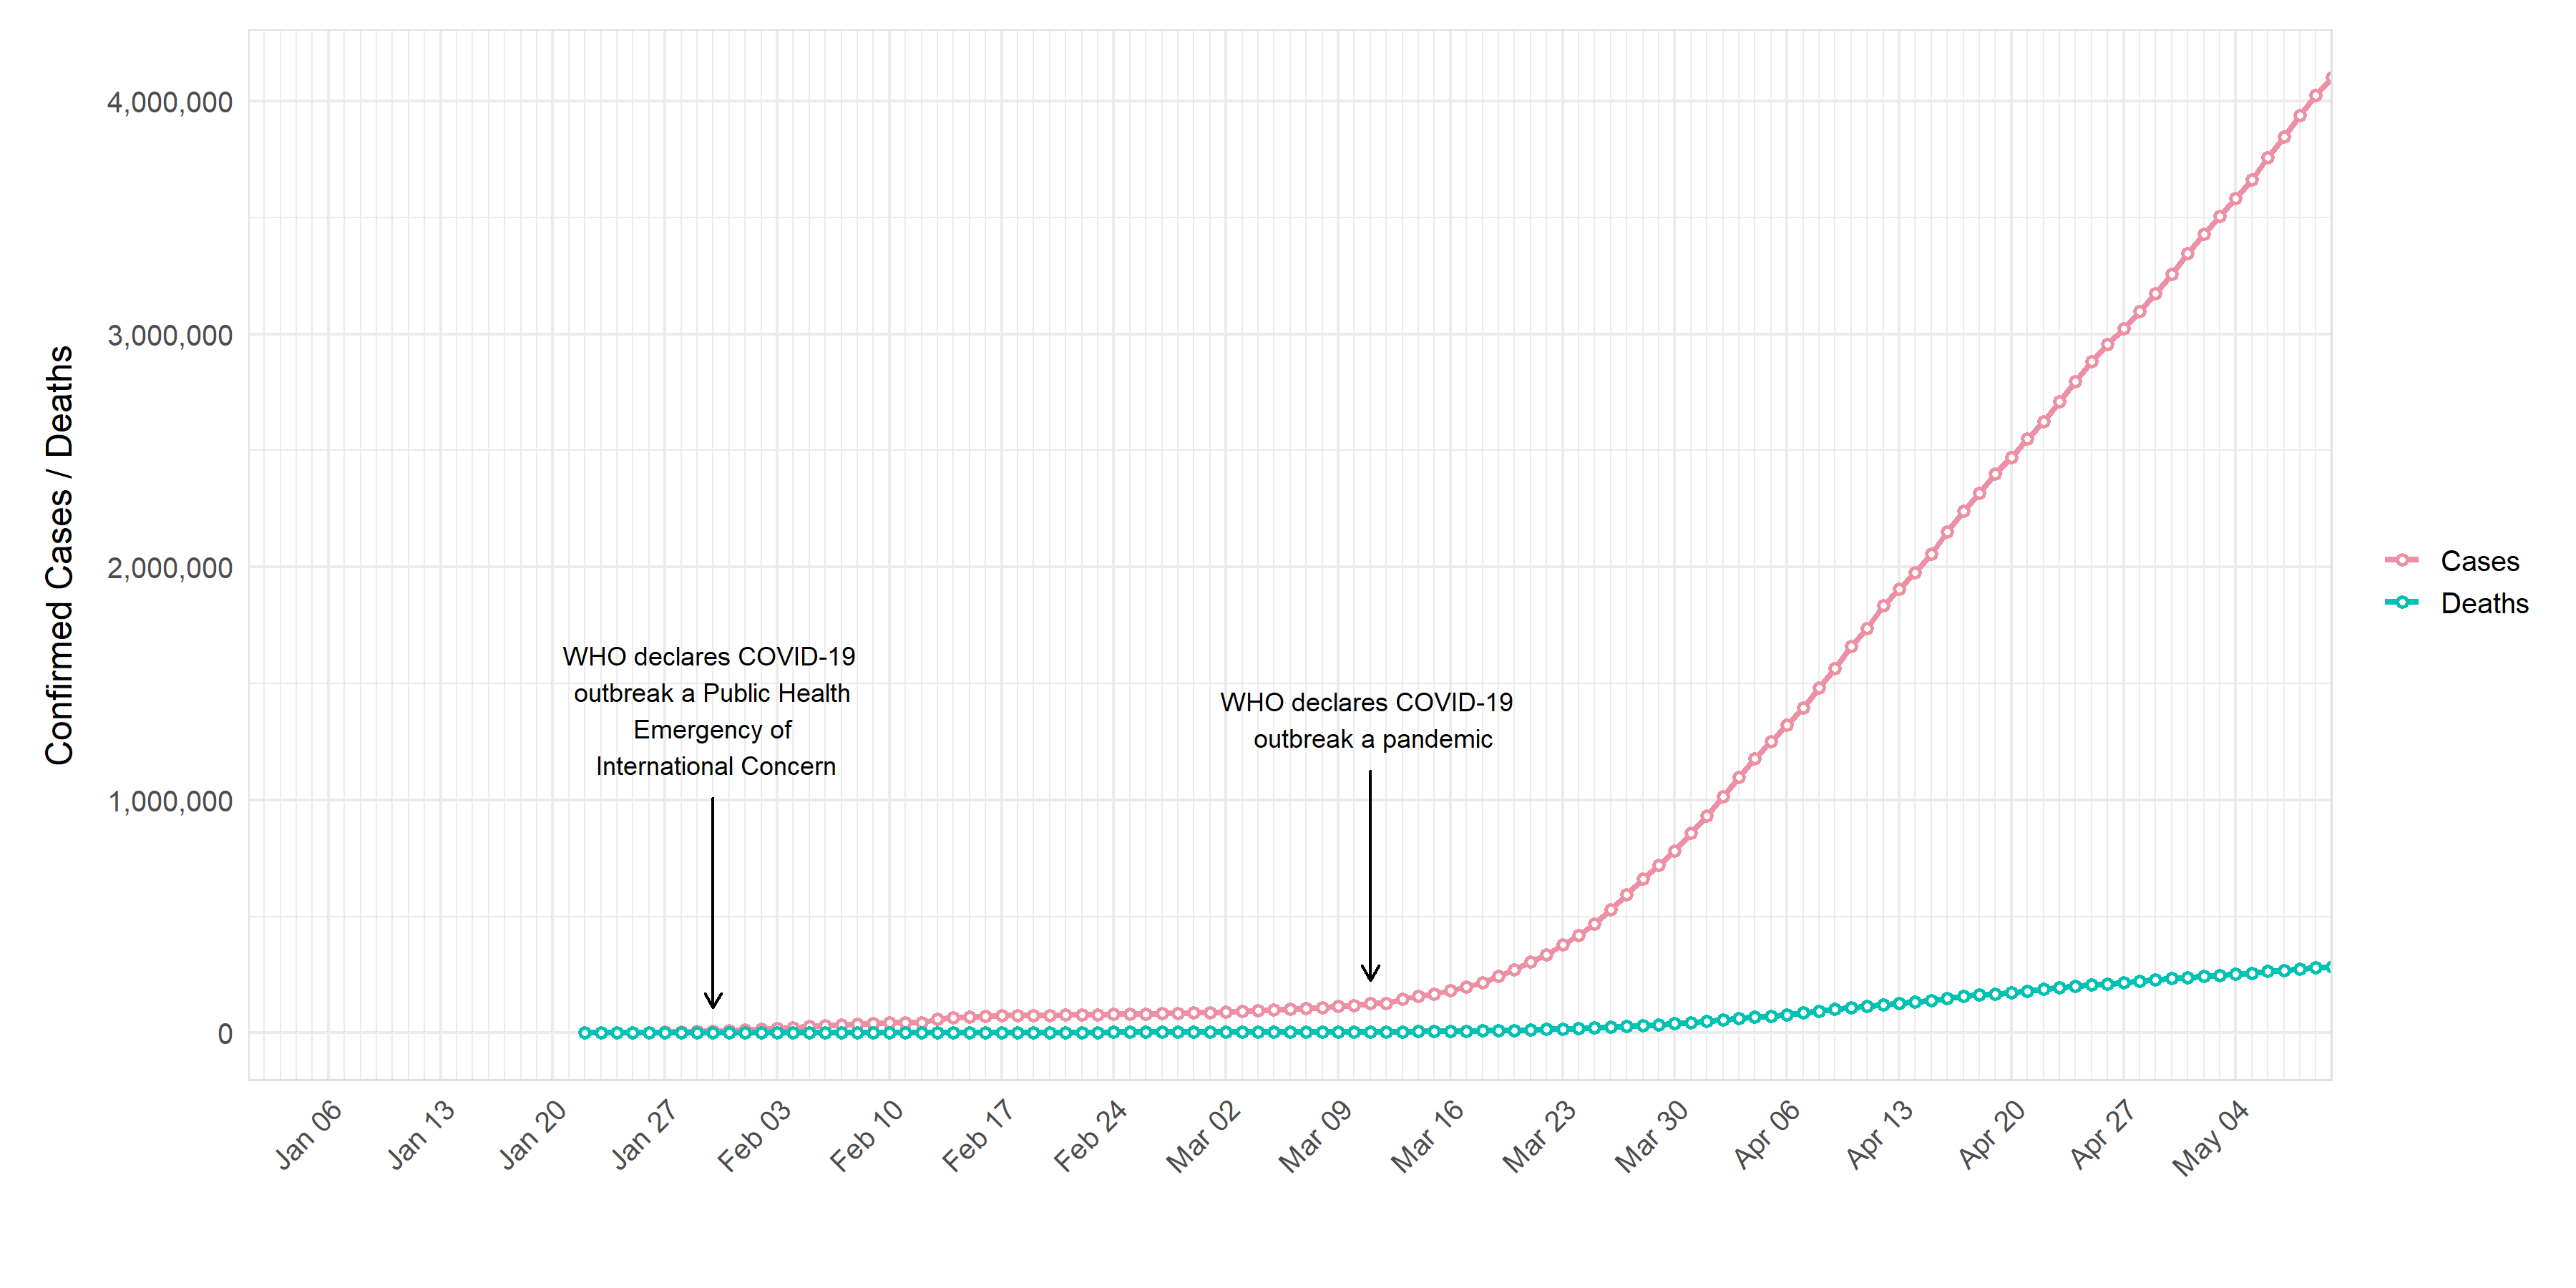 4,000,000
3,000,000
2,000,000
1,000,000
0
Confirmed Cases / Deaths
WHO declares COVID-19
outbreak a Public Health
Emergency of
International Concern
WHO declares COVID-19
outbreak a pandemic
Cases
Deaths
Jan 06
Jan 13
Jan 20
Jan 27
Feb 03
Feb 10
Feb 17
Feb 24
Mar 02
Mar 09
Mar 16
Mar 23
Mar 30
Apr 06
Apr 13
Apr 20
Apr 27
May 04